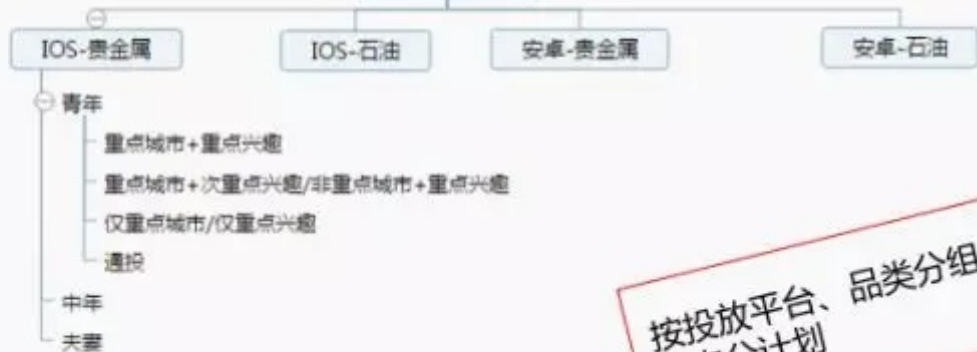 IOS-贵金属
IOS-石油
安卓-贵金属
安卓-石油
青年
重点城市+重点兴趣
重点城市+次重点兴趣/非重点城市+重点兴趣
仅重点城市/仅重点兴趣
通投
中年
夫妻
按投放平台、品类分组
分计划